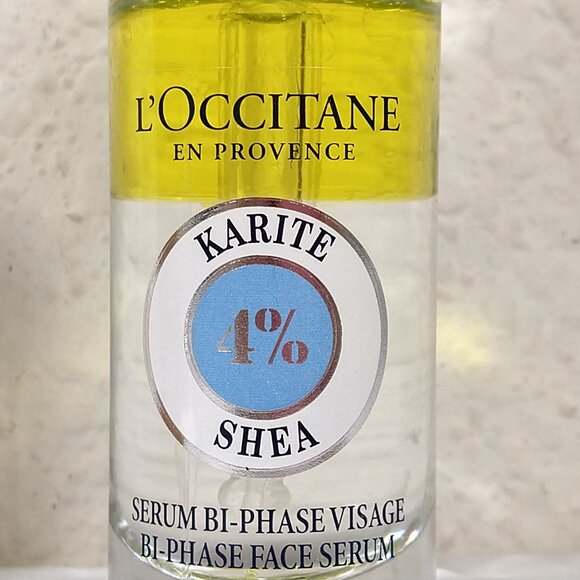 L'OCCITANE
EN PROVENCE
KARITE
4%
SHEA
SERUM BI-PHASE VISAGE
BI-PHASE FACE SERUM